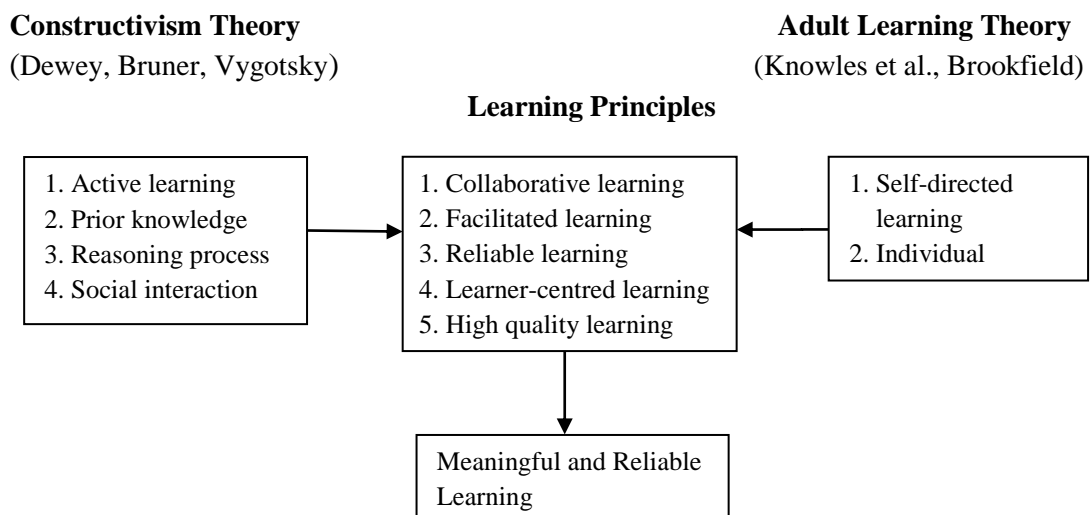 Constructivism Theory
(Dewey, Bruner, Vygotsky)
Adult Learning Theory
(Knowles et al., Brookfield)
Learning Principles
1. Active learning
2. Prior knowledge
3. Reasoning process
4. Social interaction
1. Collaborative learning
2. Facilitated learning
3. Reliable learning
4. Learner-centred learning
5. High quality learning
1. Self-directed
learning
2. Individual
Meaningful and Reliable
Learning